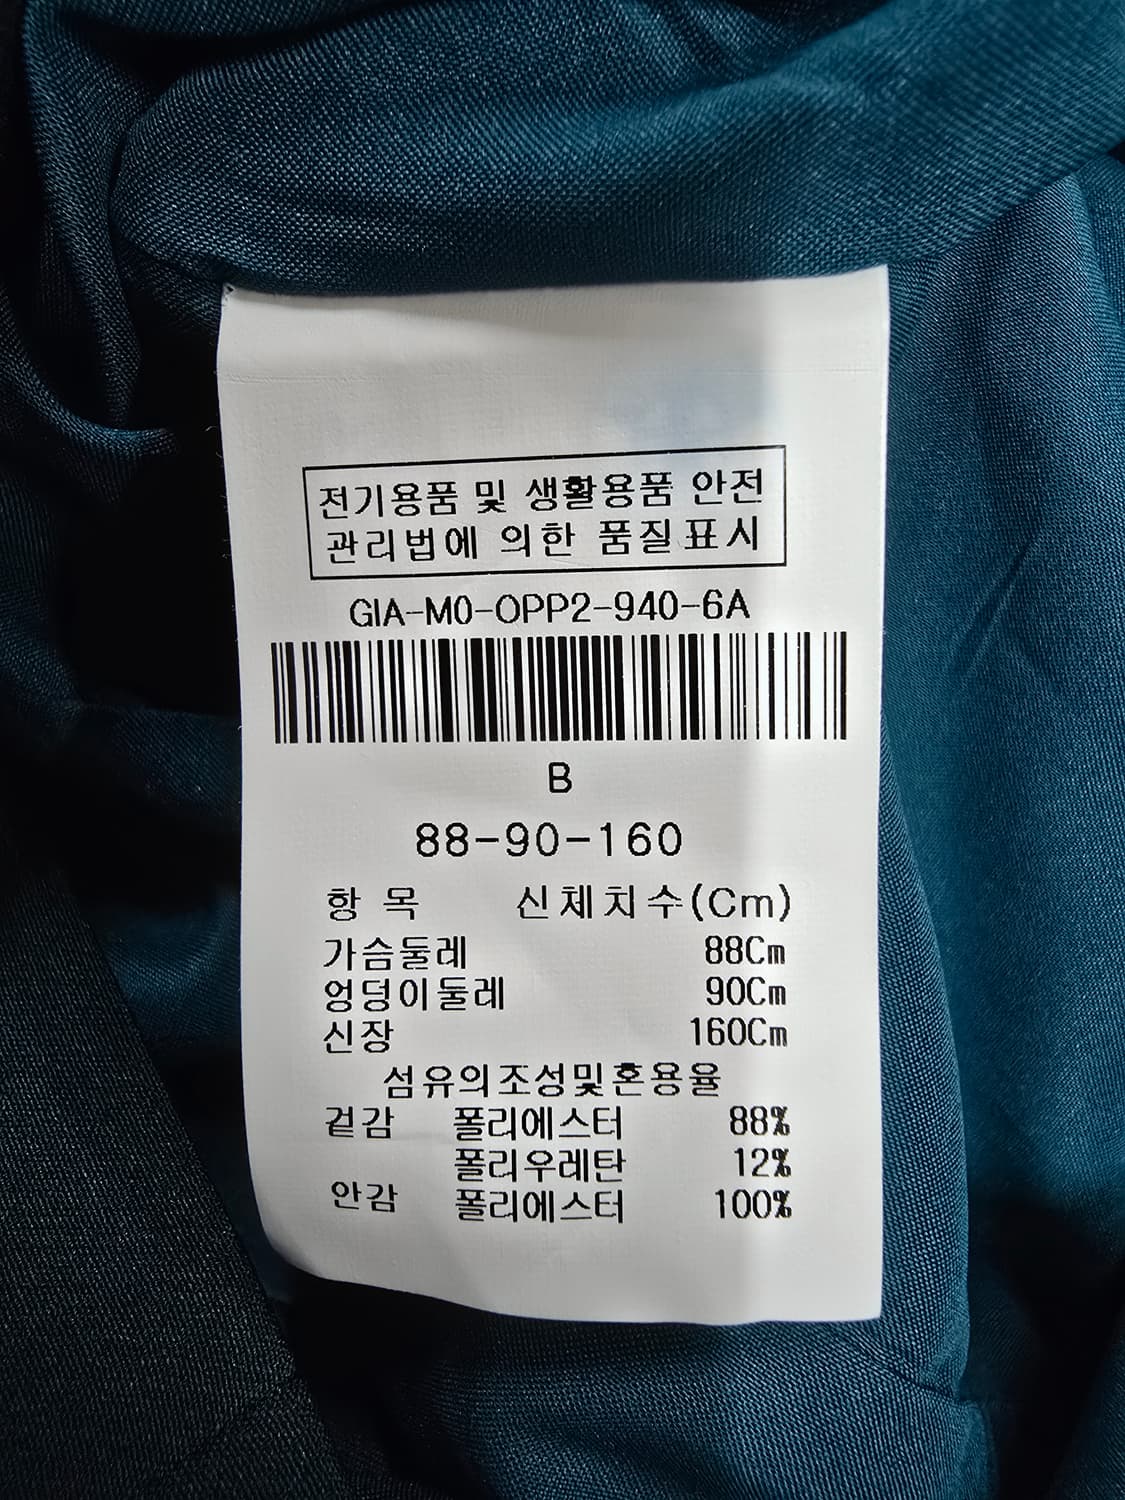 전기용품 및 생활용품 안전
관리법에 의한 품질표시
GIA-M0-OPP2-940-6A
B
88-90-160
항 목 신체치수(Cm)
가슴둘레 88Cm
엉덩이둘레 90Cm
신장 160Cm
섬유의조성및혼용율
겉감 폴리에스터 88%
폴리우레탄 12%
안감 폴리에스터 100%